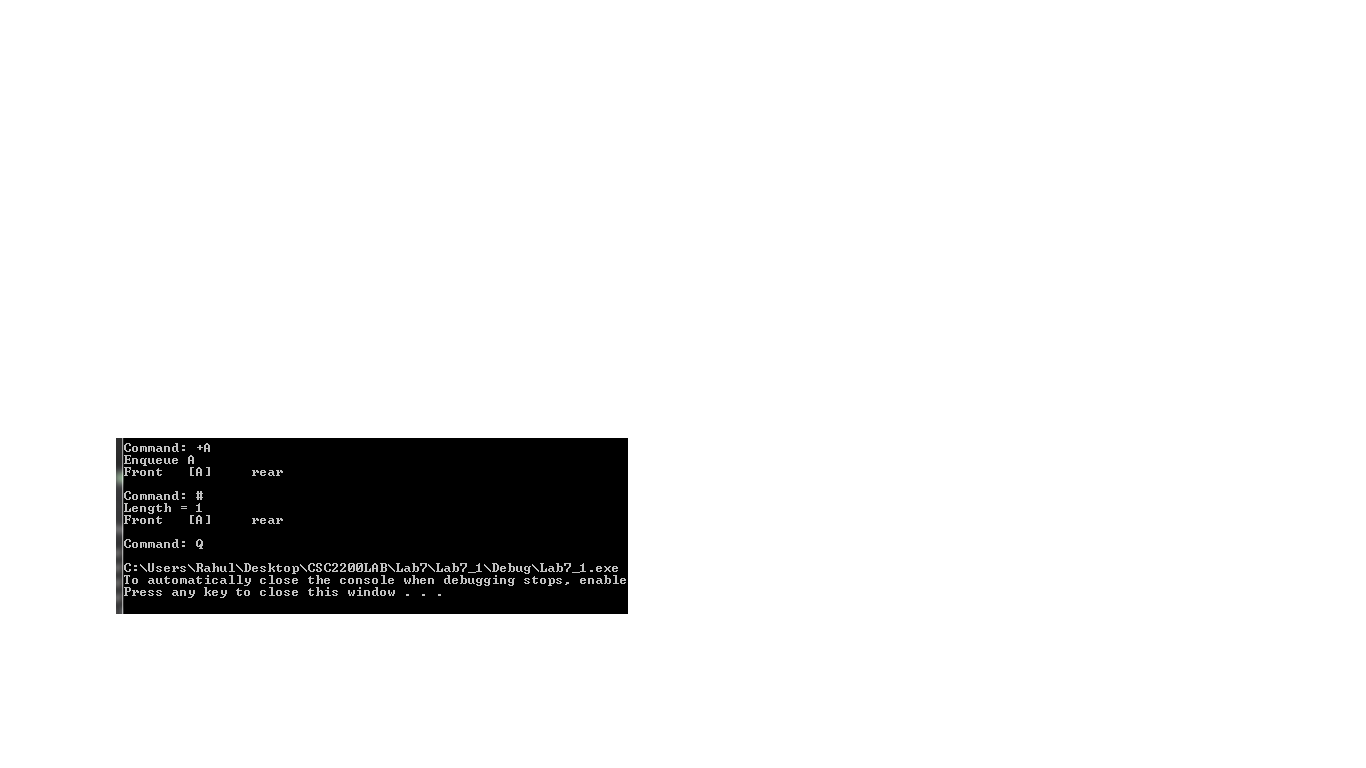 Command: +A
Enqueue A
Front   [A]     rear
Command: #
Length = 1
Front   [A]     rear
Command: Q
C:\Users\Rahul\Desktop\CSC2200LAB\Lab7\Lab7_1\Debug\Lab7_1.exe
To automatically close the console when debugging stops, enable
Press any key to close this window . . .